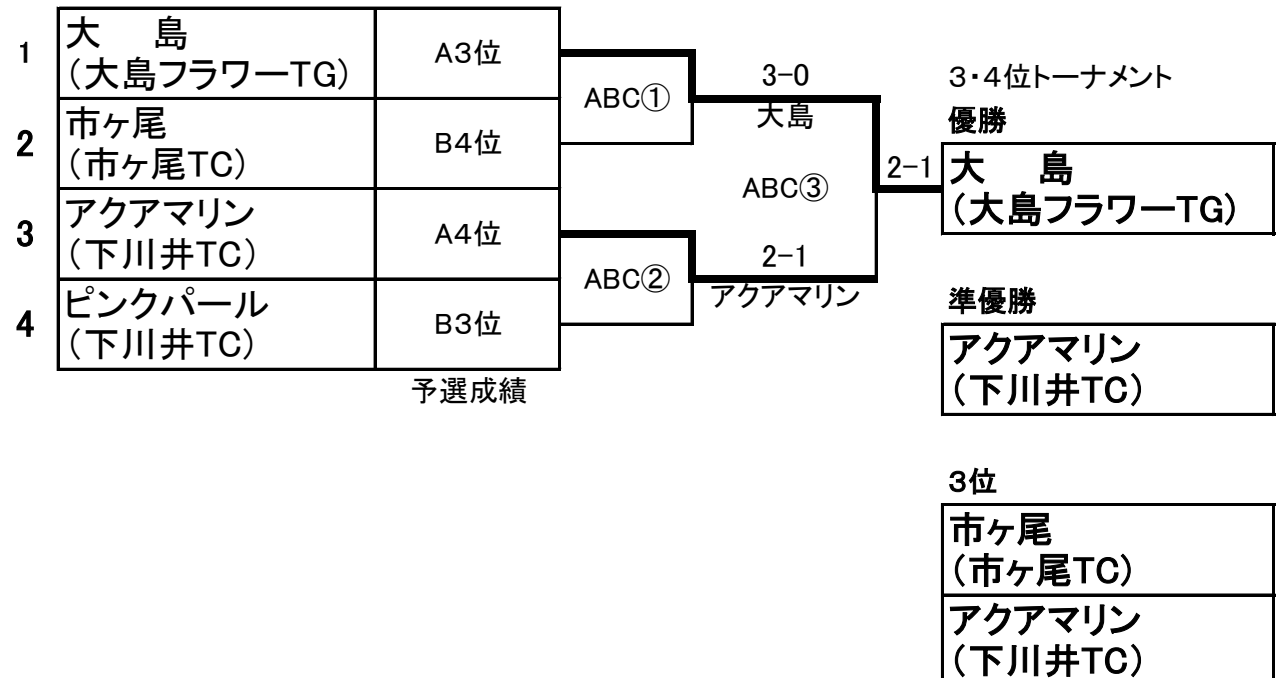 1
大　島
(大島フラワーTG)
A3位
2
市ヶ尾
(市ヶ尾TC)
B4位
3
アクアマリン
(下川井TC)
A4位
4
ピンクパール
(下川井TC)
B3位
予選成績
ABC①
ABC②
3-0
大島
ABC③
2-1
アクアマリン
2-1
3・4位トーナメント
優勝
大　島
(大島フラワーTG)
準優勝
アクアマリン
(下川井TC)
3位
市ヶ尾
(市ヶ尾TC)
アクアマリン
(下川井TC)